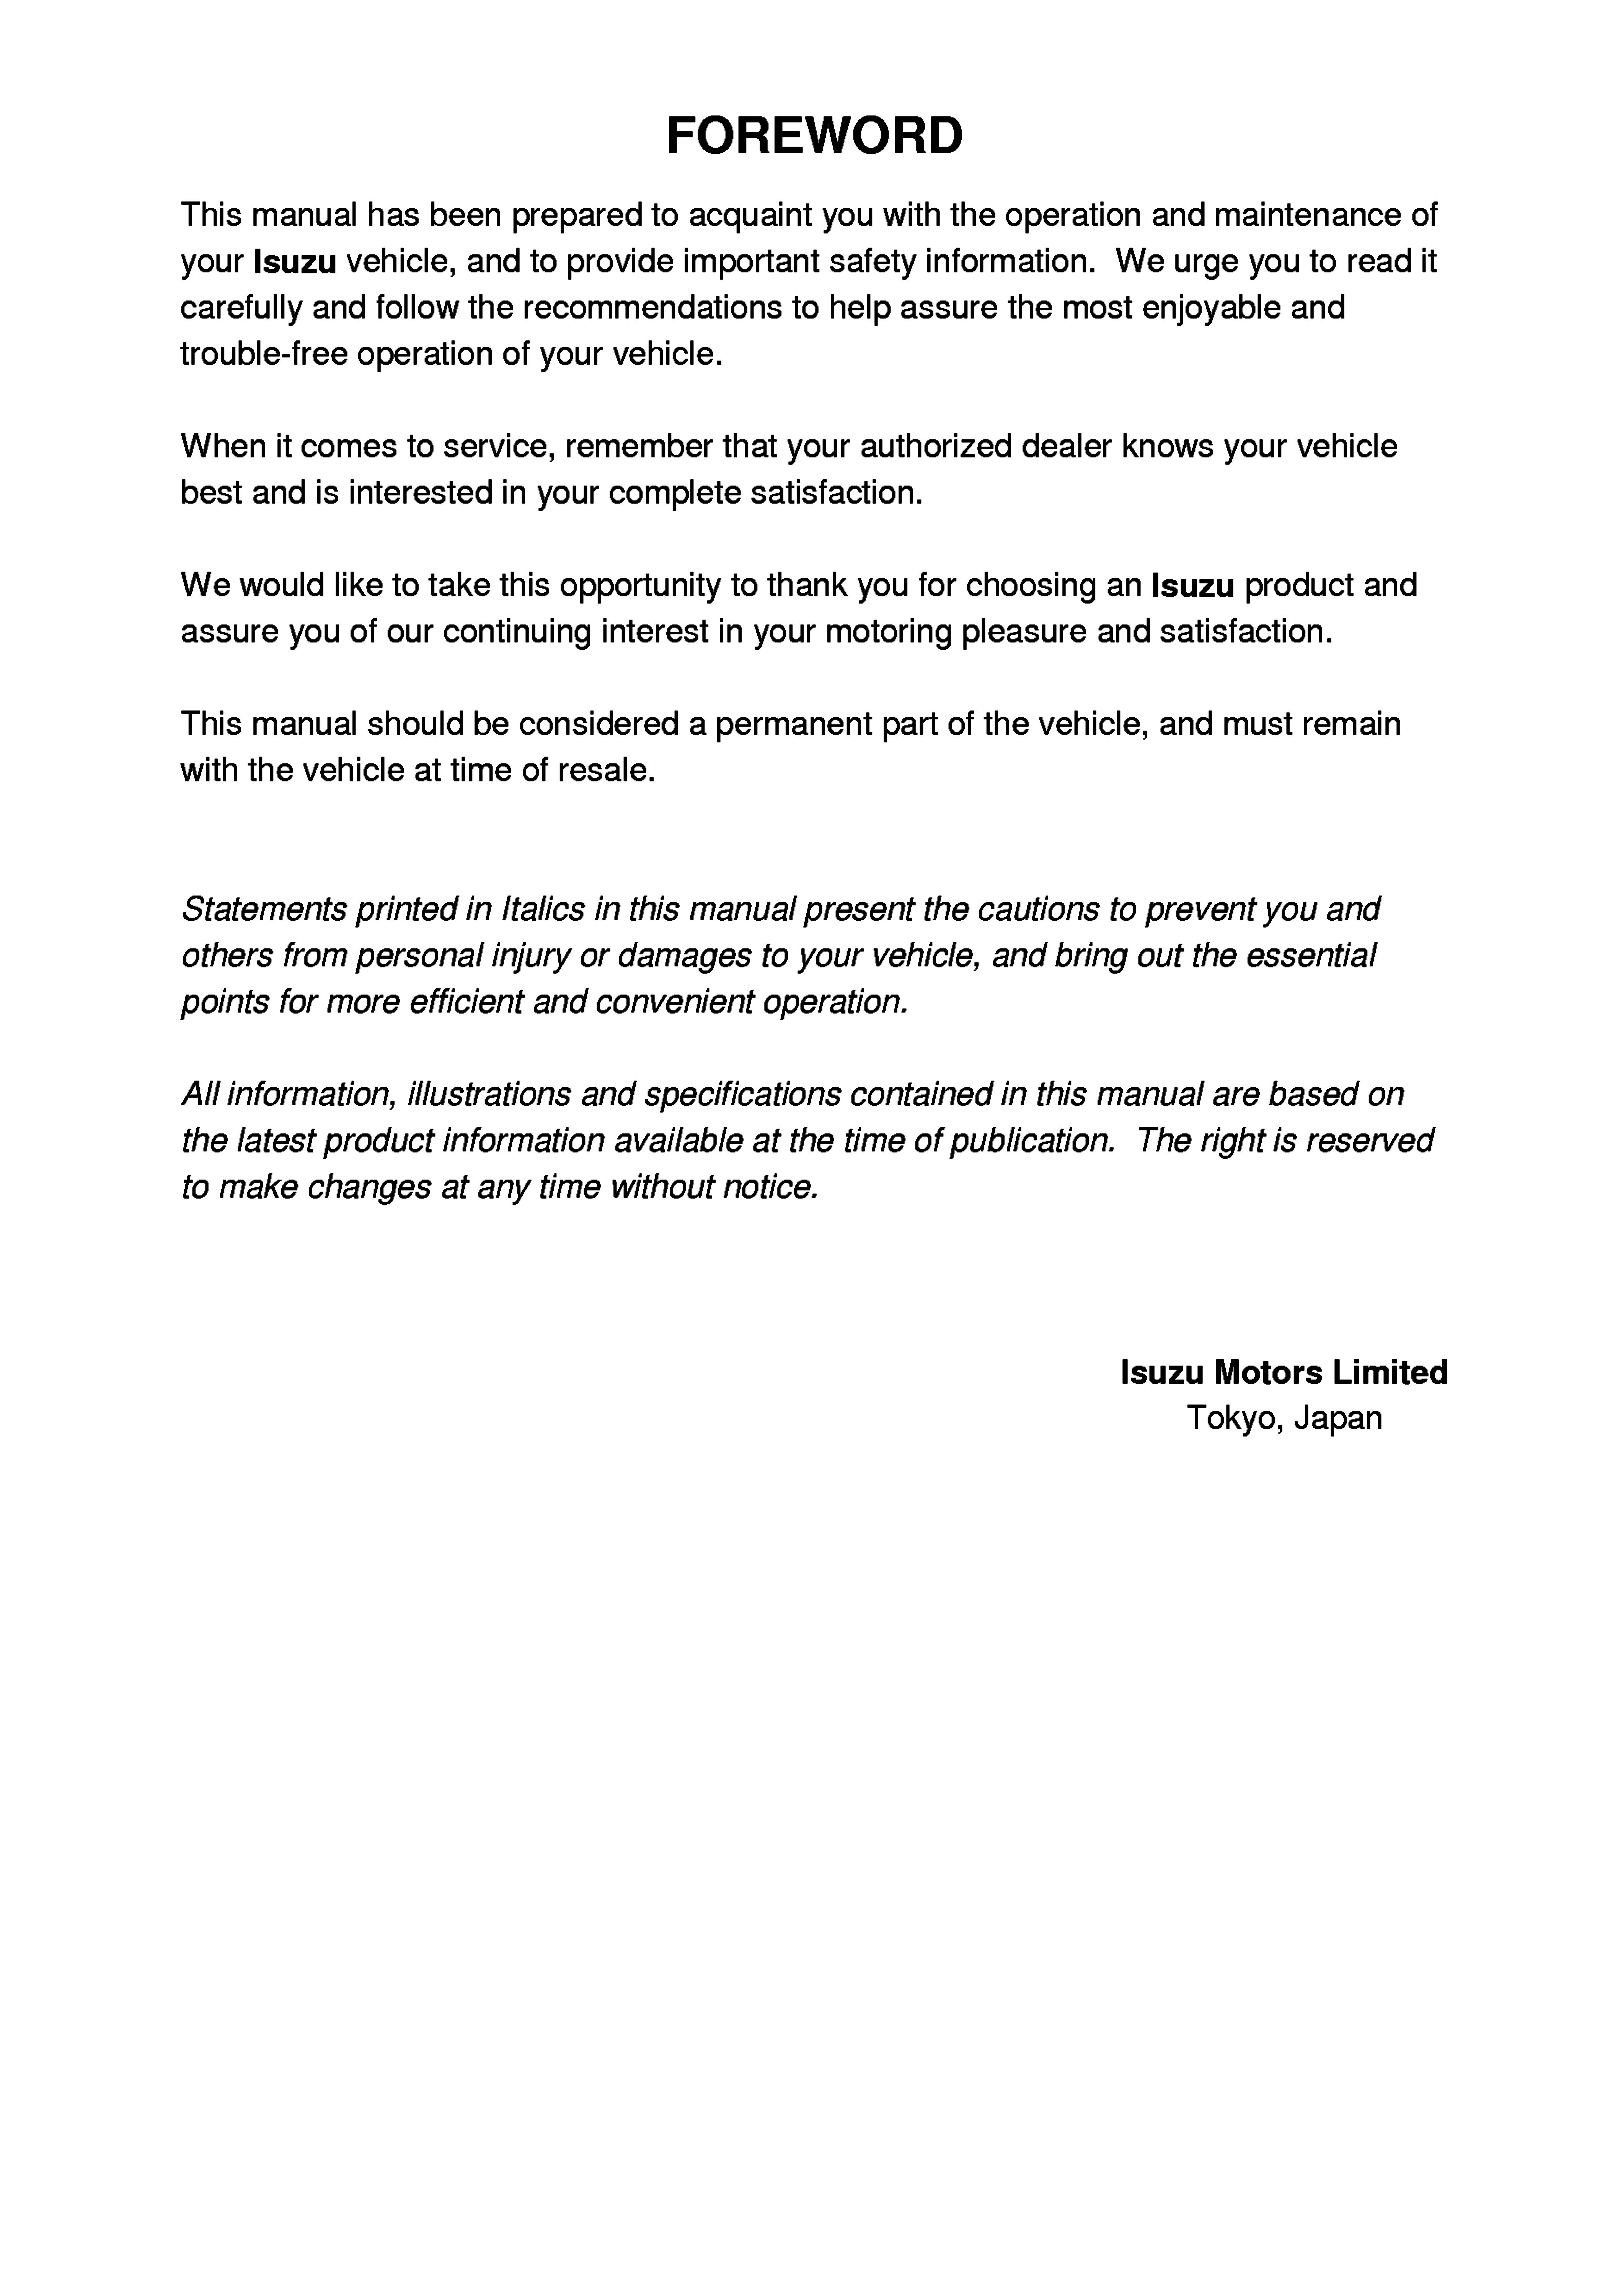 FOREWORD
This manual has been prepared to acquaint you with the operation and maintenance of
your Isuzu vehicle, and to provide important safety information.  We urge you to read it
carefully and follow the recommendations to help assure the most enjoyable and
trouble-free operation of your vehicle.
When it comes to service, remember that your authorized dealer knows your vehicle
best and is interested in your complete satisfaction.
We would like to take this opportunity to thank you for choosing an Isuzu product and
assure you of our continuing interest in your motoring pleasure and satisfaction.
This manual should be considered a permanent part of the vehicle, and must remain
with the vehicle at time of resale.
Statements printed in Italics in this manual present the cautions to prevent you and
others from personal injury or damages to your vehicle, and bring out the essential
points for more efficient and convenient operation.
All information, illustrations and specifications contained in this manual are based on
the latest product information available at the time of publication.  The right is reserved
to make changes at any time without notice.
Isuzu Motors Limited
Tokyo, Japan